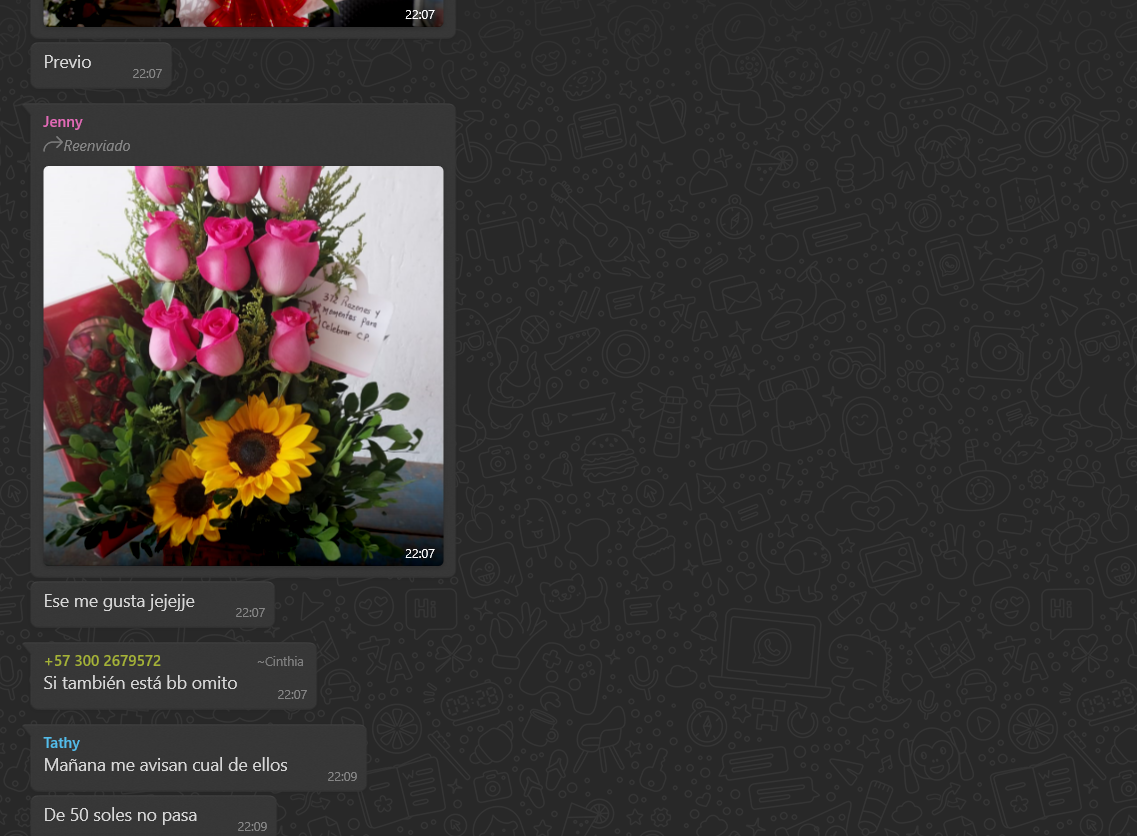 22:07
Previo
22:07
Jenny
Reenviado
312 Razones y
Momentos para
Celebrar C.P.
22:07
Ese me gusta jejejje
22:07
+57 300 2679572
~Cinthia
Si también está bb omito
22:07
Tathy
Mañana me avisan cual de ellos
22:09
De 50 soles no pasa
22:09